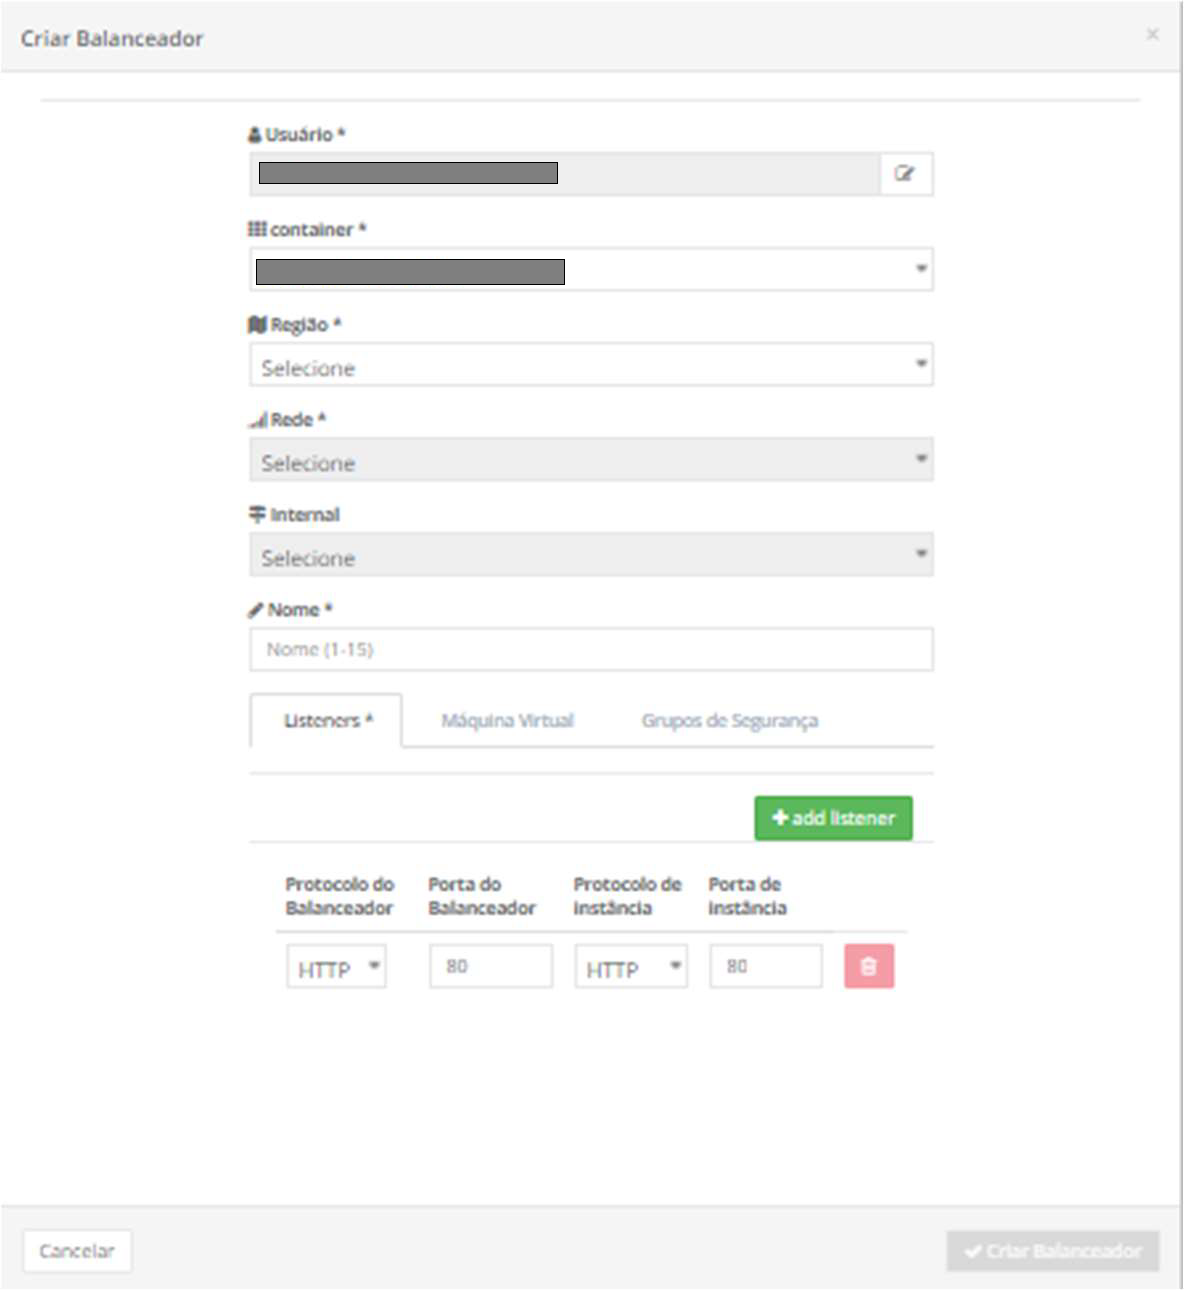 Criar Balanceador ×
Usuário *
container *
Região *
Selecione
Rede *
Selecione
Internal
Selecione
Nome *
Nome (1-15)
Listeners * Máquina Virtual Grupos de Segurança
add listener
Protocolo do Porta do Protocolo de Porta de
Balanceador Balanceador instância instância
HTTP 80 HTTP 80
Cancelar Criar Balanceador